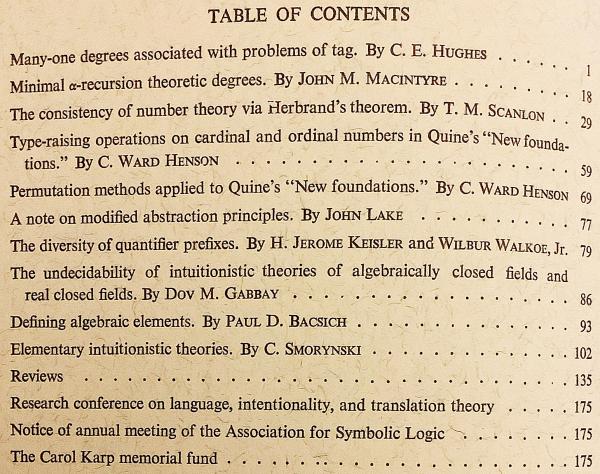 TABLE OF CONTENTS
Many-one degrees associated with problems of tag. By C. E. HUGHES . . . . . . 1
Minimal α-recursion theoretic degrees. By JOHN M. MACINTYRE . . . . . . . . 18
The consistency of number theory via Herbrand's theorem. By T. M. SCANLON . . 29
Type-raising operations on cardinal and ordinal numbers in Quine's "New founda-
tions." By C. WARD HENSON . . . . . . . . . . . . . . . . . . . . . . 59
Permutation methods applied to Quine's "New foundations." By C. WARD HENSON 69
A note on modified abstraction principles. By JOHN LAKE . . . . . . . . . . 77
The diversity of quantifier prefixes. By H. JEROME KEISLER and WILBUR WALKOE, Jr. 79
The undecidability of intuitionistic theories of algebraically closed fields and
real closed fields. By DOV M. GABBAY . . . . . . . . . . . . . . . . . . 86
Defining algebraic elements. By PAUL D. BACSICH . . . . . . . . . . . . . . 93
Elementary intuitionistic theories. By C. SMORYNSKI . . . . . . . . . . . . . 102
Reviews . . . . . . . . . . . . . . . . . . . . . . . . . . . . . . . . 135
Research conference on language, intentionality, and translation theory . . . . . 175
Notice of annual meeting of the Association for Symbolic Logic . . . . . . . . 175
The Carol Karp memorial fund . . . . . . . . . . . . . . . . . . . . . . 175